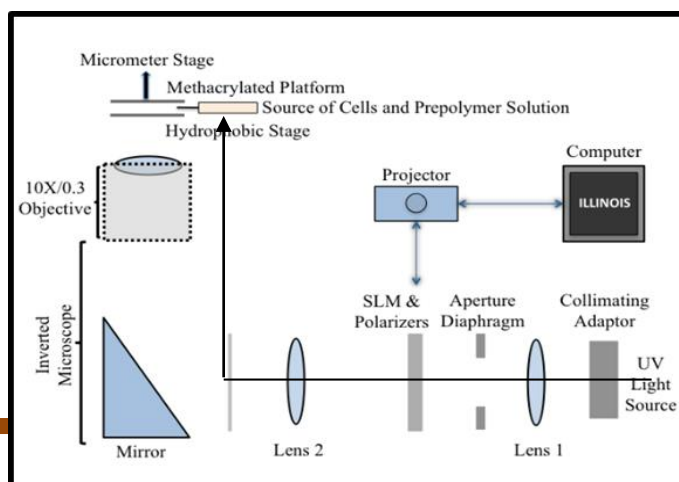 Micrometer Stage
Methacrylated Platform
Source of Cells and Prepolymer Solution
Hydrophobic Stage
10X/0.3
Objective
Projector
Computer
ILLINOIS
Inverted
Microscope
SLM &
Polarizers
Aperture
Diaphragm
Collimating
Adaptor
UV
Light
Source
Mirror
Lens 2
Lens 1